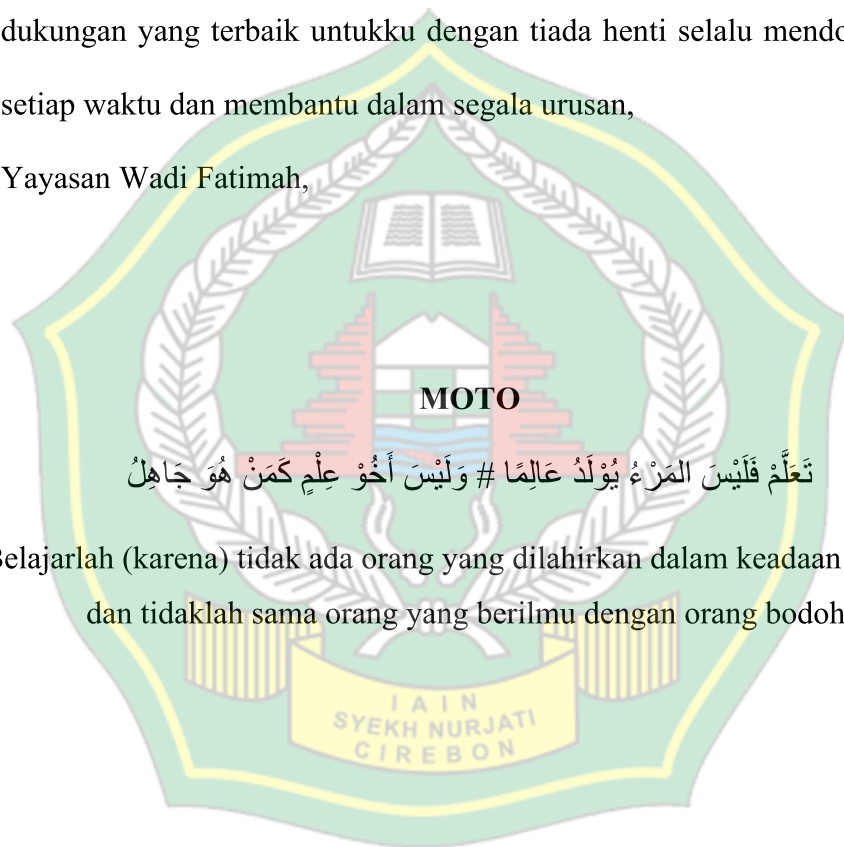 dukungan yang terbaik untukku dengan tiada henti selalu
setiap waktu dan membantu dalam segala urusan,
Yayasan Wadi Fatimah,
MOTO
تَعَلَّمْ فَلَيْسَ المَرْءُ يُوْلَدُ عَالِمًا # وَلَيْسَ أَخُوْ عِلْمٍ كَمَنْ هُوَ جَاهِلُ
(karena) tidak ada orang yang dilahirkan dalam keadaan
dan tidaklah sama orang yang berilmu dengan orang bodoh
IAIN
SYEKH NURJATI
CIREBON